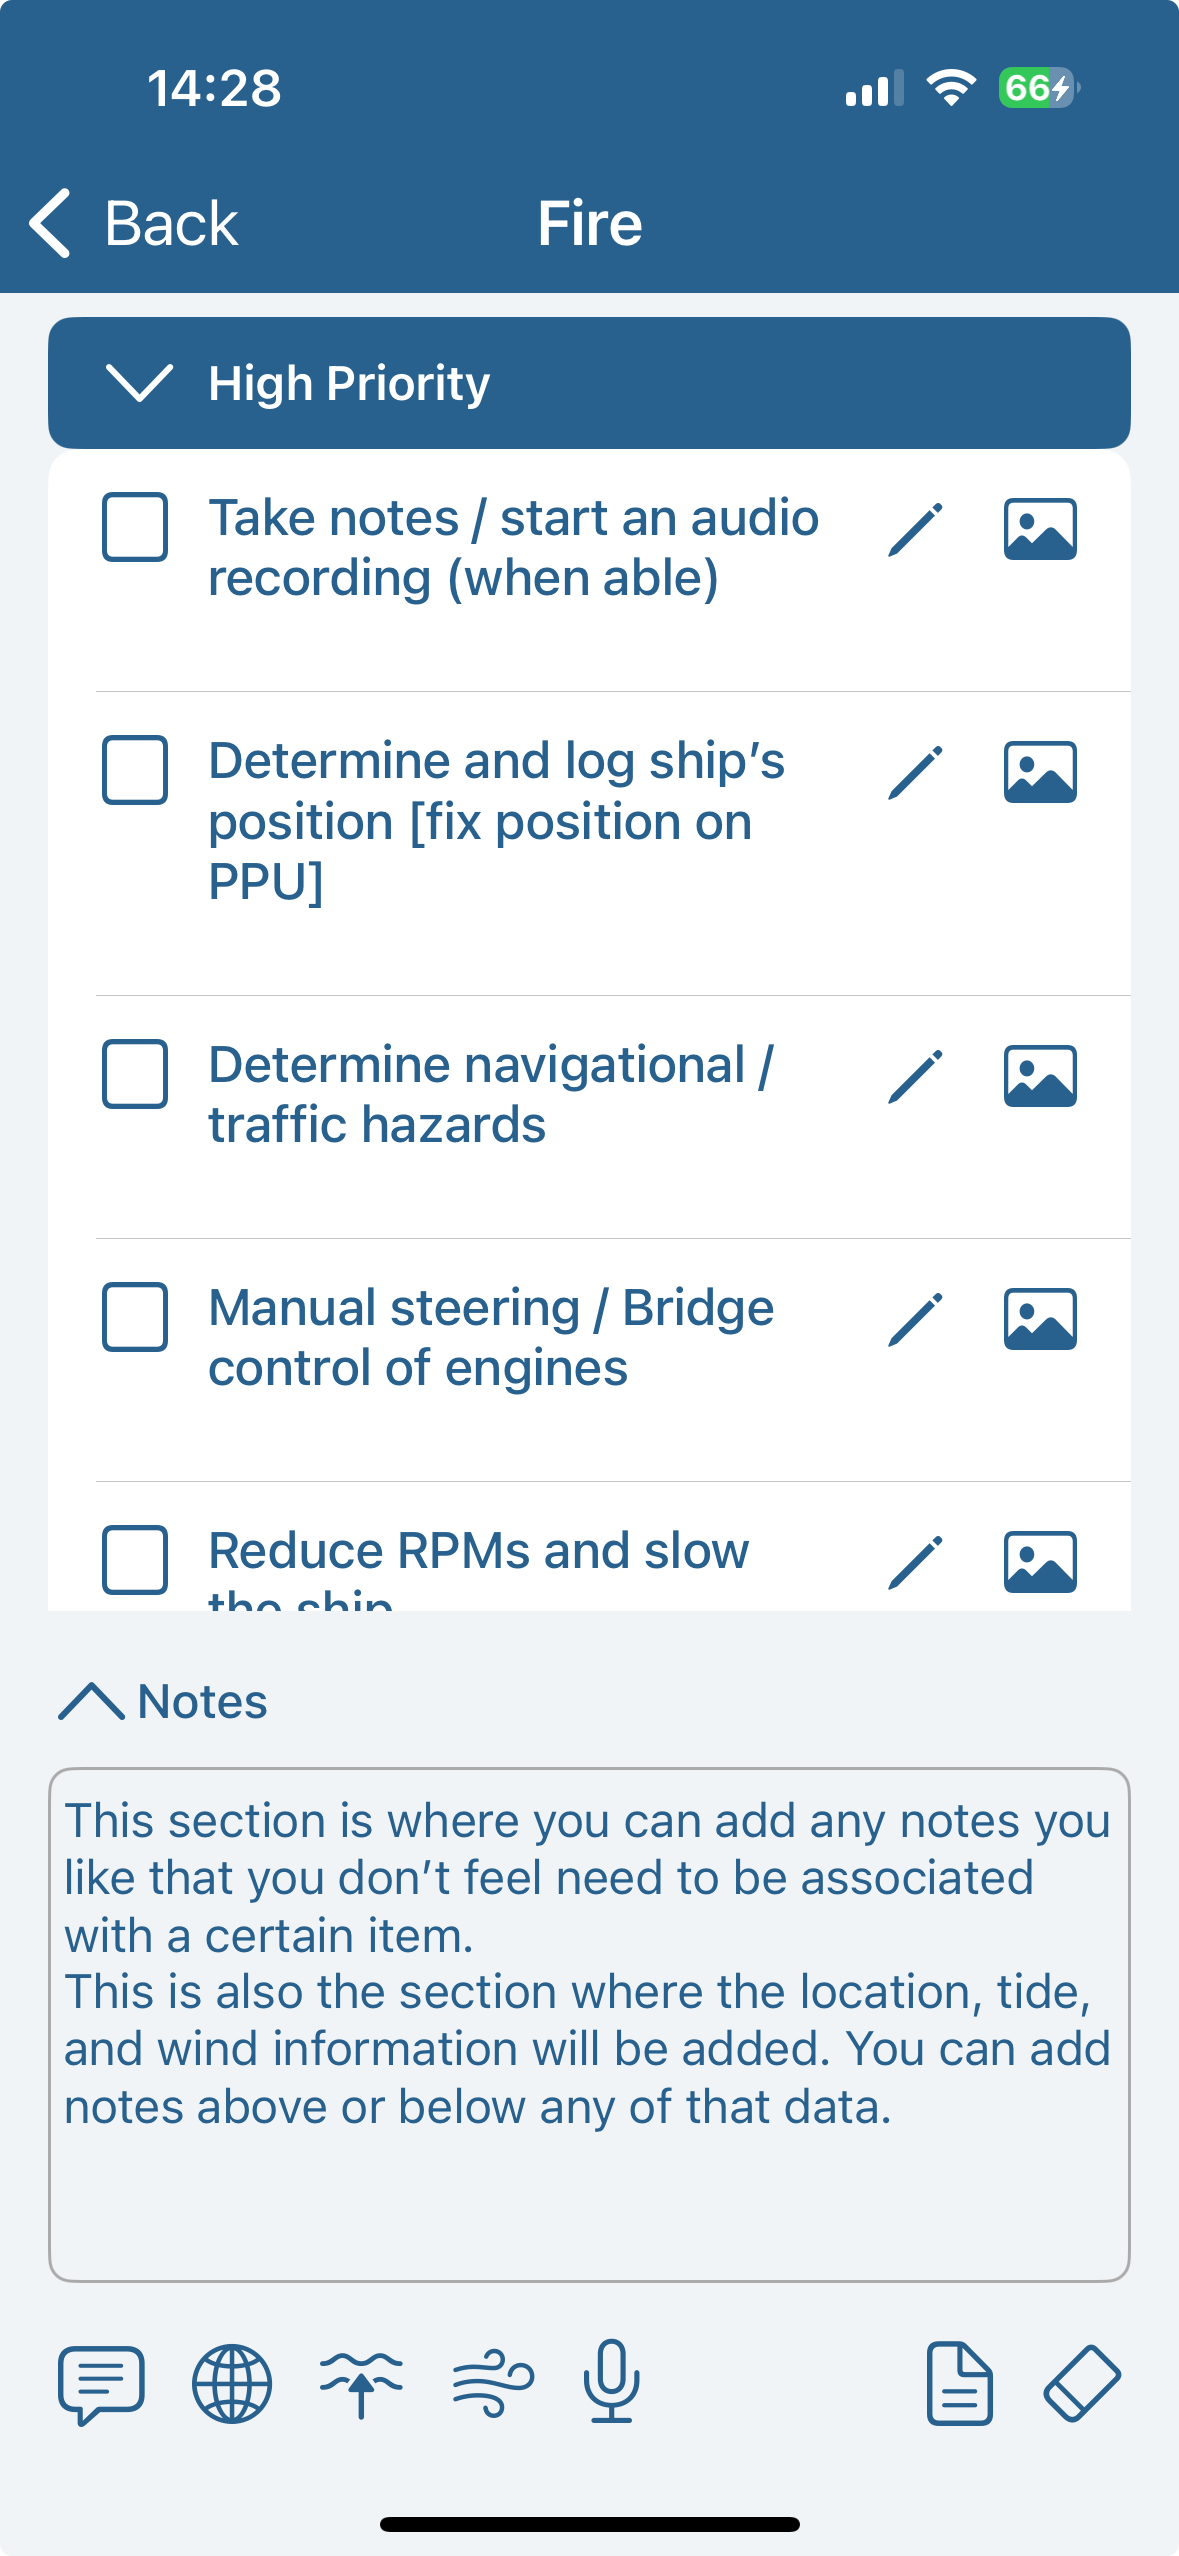 14:28
66
Back
Fire
High Priority
Take notes / start an audio
recording (when able)
Determine and log ship’s
position [fix position on
PPU]
Determine navigational /
traffic hazards
Manual steering / Bridge
control of engines
Reduce RPMs and slow
the ship
Notes
This section is where you can add any notes you
like that you don’t feel need to be associated
with a certain item.
This is also the section where the location, tide,
and wind information will be added. You can add
notes above or below any of that data.